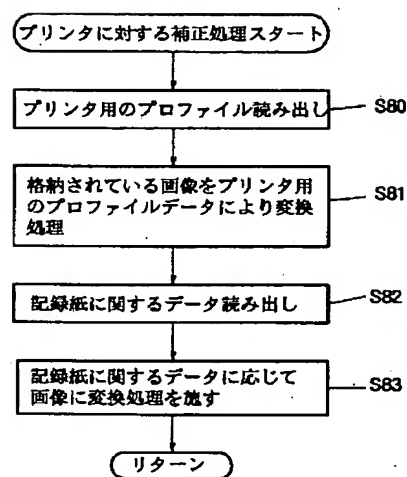 プリンタに対する補正処理スタート
プリンタ用のプロファイル読み出し
S80
格納されている画像をプリンタ用
のプロファイルデータにより変換
処理
S81
記録紙に関するデータ読み出し
S82
記録紙に関するデータに応じて
画像に変換処理を施す
S83
リターン